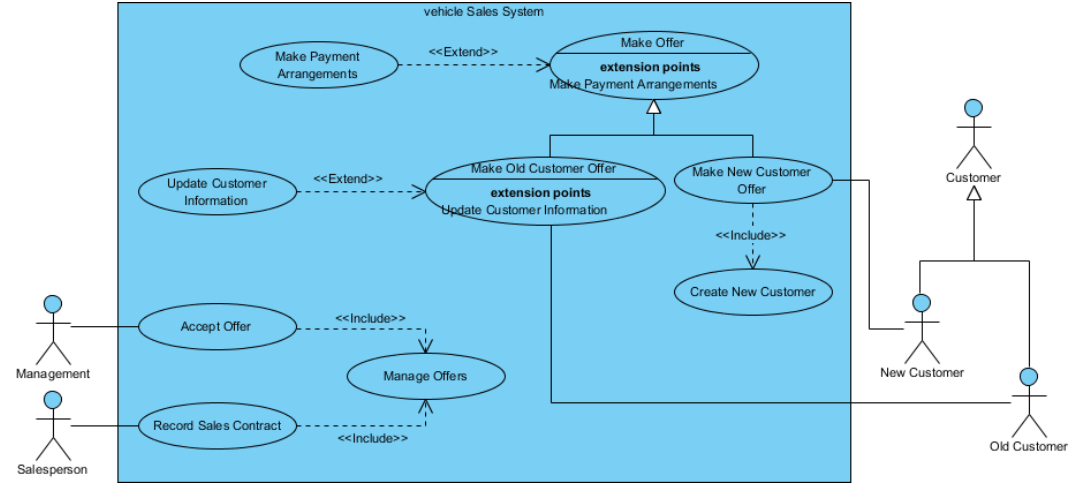 vehicle Sales System
Make Payment
Arrangements
<<Extend>>
Make Offer
extension points
Make Payment Arrangements
Update Customer
Information
<<Extend>>
Make Old Customer Offer
extension points
Update Customer Information
Make New Customer
Offer
<<Include>>
Create New Customer
Customer
New Customer
Old Customer
Management
Accept Offer
<<Include>>
Manage Offers
Salesperson
Record Sales Contract
<<Include>>